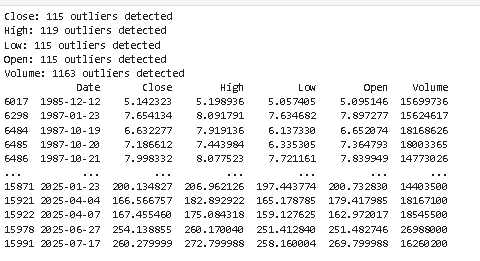 Close: 115 outliers detected
High: 119 outliers detected
Low: 115 outliers detected
Open: 115 outliers detected
Volume: 1163 outliers detected
Date Close High Low Open Volume
6017 1985-12-12 5.142323 5.198936 5.057405 5.095146 15699736
6298 1987-01-23 7.654134 8.091791 7.634682 7.897277 15624617
6484 1987-10-19 6.632277 7.919136 6.137330 6.652074 18168626
6485 1987-10-20 7.186612 7.443984 6.335305 7.364793 18003365
6486 1987-10-21 7.998332 8.077523 7.721161 7.839949 14773026
... ... ... ... ... ... ...
15871 2025-01-23 200.134827 206.962126 197.443774 200.732830 14403500
15921 2025-04-04 166.566757 182.892922 165.178785 179.417985 18167100
15922 2025-04-07 167.455460 175.084318 159.127625 162.972017 18545500
15978 2025-06-27 254.138855 260.170040 251.412840 251.482746 26988000
15991 2025-07-17 260.279999 272.799988 258.160004 269.799988 16260200